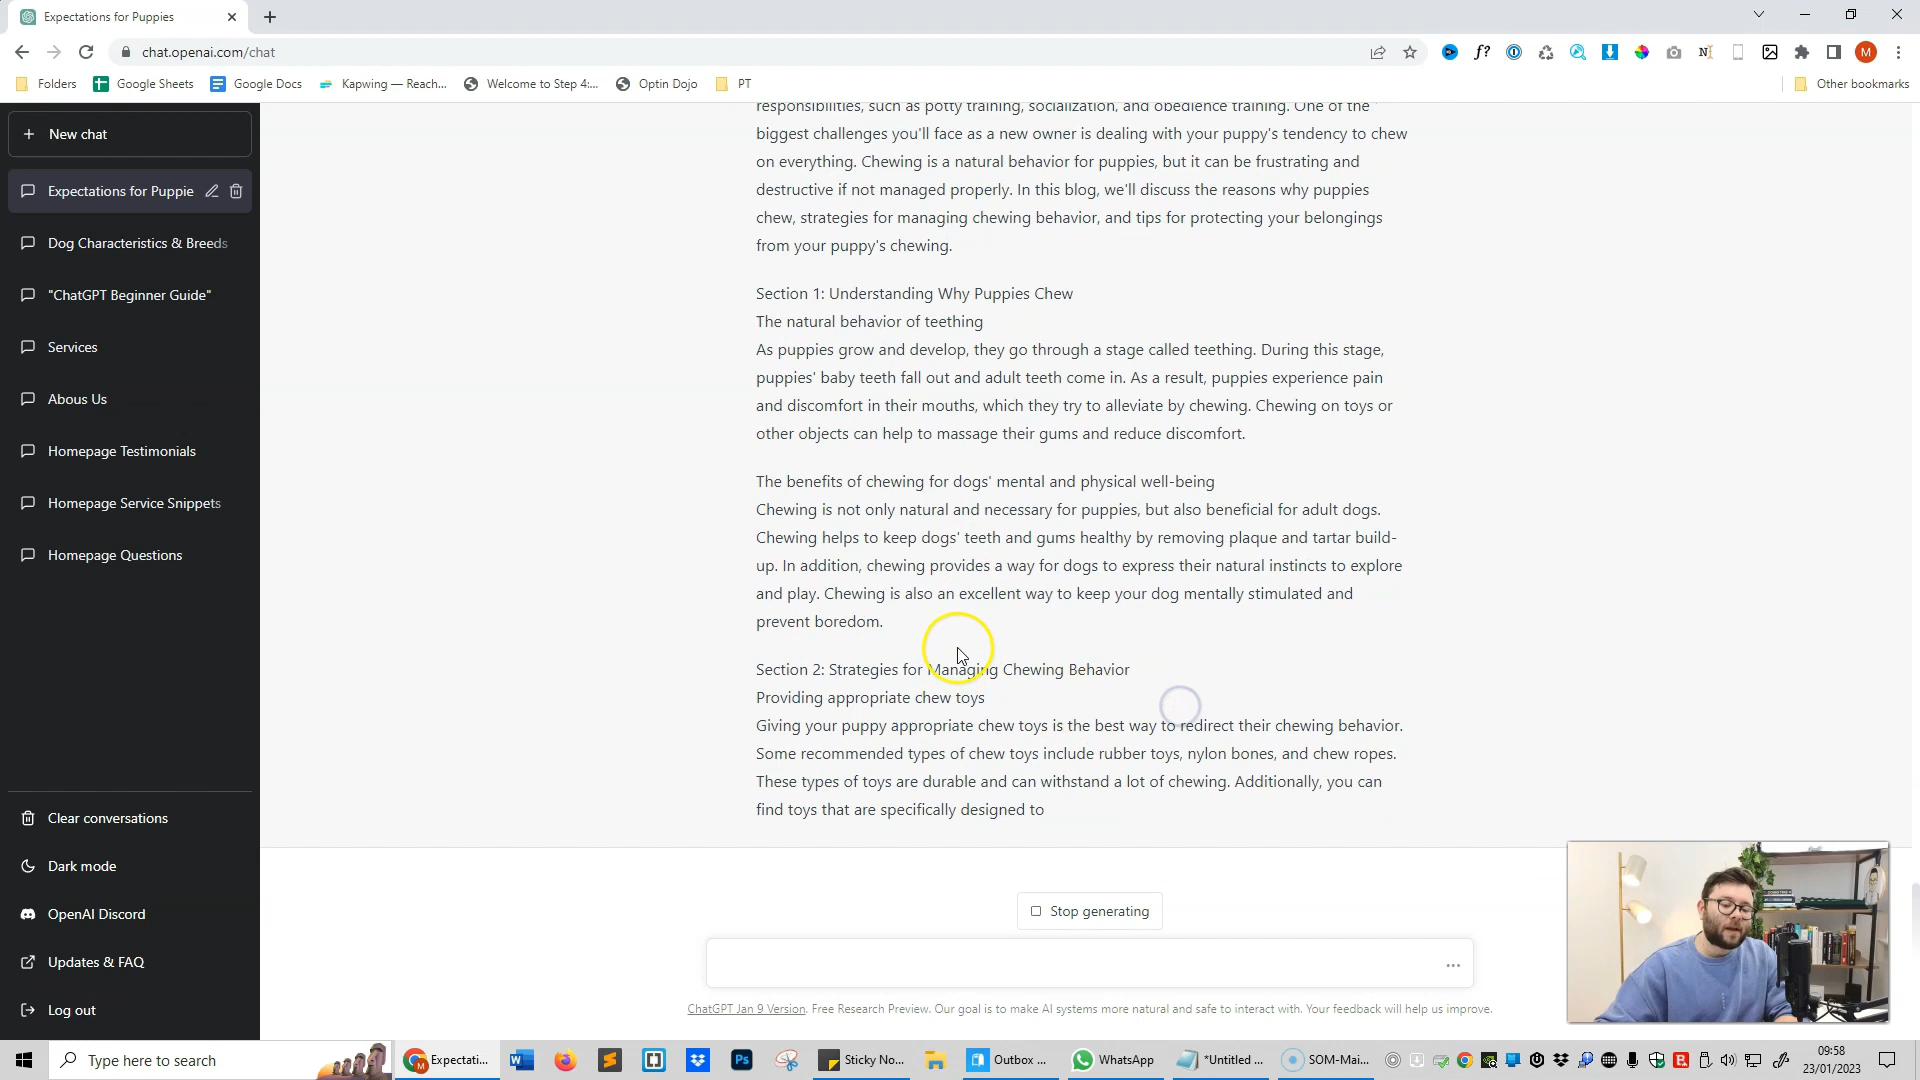 Expectations for Puppies
chat.openai.com/chat
Folders
Google Sheets
Google Docs
Kapwing — Reach...
Welcome to Step 4:...
Optin Dojo
PT
Other bookmarks
New chat
Expectations for Puppie
Dog Characteristics & Breeds
"ChatGPT Beginner Guide"
Services
Abous Us
Homepage Testimonials
Homepage Service Snippets
Homepage Questions
Clear conversations
Dark mode
OpenAI Discord
Updates & FAQ
Log out
responsibilities, such as potty training, socialization, and obedience training. One of the
biggest challenges you'll face as a new owner is dealing with your puppy's tendency to chew
on everything. Chewing is a natural behavior for puppies, but it can be frustrating and
destructive if not managed properly. In this blog, we'll discuss the reasons why puppies
chew, strategies for managing chewing behavior, and tips for protecting your belongings
from your puppy's chewing.
Section 1: Understanding Why Puppies Chew
The natural behavior of teething
As puppies grow and develop, they go through a stage called teething. During this stage,
puppies' baby teeth fall out and adult teeth come in. As a result, puppies experience pain
and discomfort in their mouths, which they try to alleviate by chewing. Chewing on toys or
other objects can help to massage their gums and reduce discomfort.
The benefits of chewing for dogs' mental and physical well-being
Chewing is not only natural and necessary for puppies, but also beneficial for adult dogs.
Chewing helps to keep dogs' teeth and gums healthy by removing plaque and tartar build-
up. In addition, chewing provides a way for dogs to express their natural instincts to explore
and play. Chewing is also an excellent way to keep your dog mentally stimulated and
prevent boredom.
Section 2: Strategies for Managing Chewing Behavior
Providing appropriate chew toys
Giving your puppy appropriate chew toys is the best way to redirect their chewing behavior.
Some recommended types of chew toys include rubber toys, nylon bones, and chew ropes.
These types of toys are durable and can withstand a lot of chewing. Additionally, you can
find toys that are specifically designed to
Stop generating
ChatGPT Jan 9 Version. Free Research Preview. Our goal is to make AI systems more natural and safe to interact with. Your feedback will help us improve.
Type here to search
Expectati...
Sticky No...
Outbox ...
WhatsApp
*Untitled ...
SOM-Mai...
09:58
23/01/2023